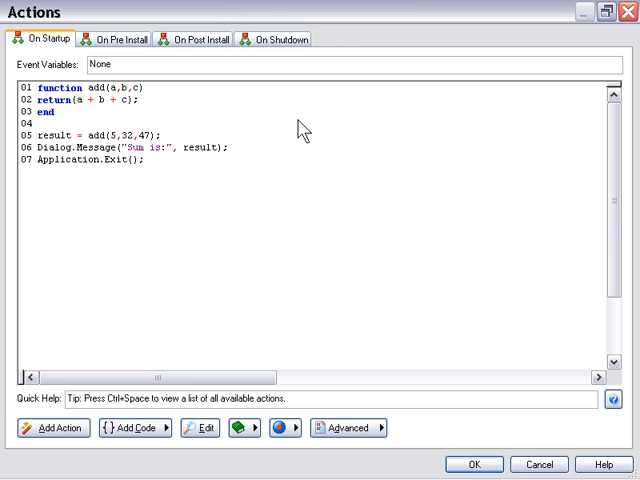 Actions
On Startup
On Pre Install
On Post Install
On Shutdown
Event Variables: None
01 function add(a,b,c)
02 return(a + b + c);
03 end
04
05 result = add(5,32,47);
06 Dialog.Message("Sum is:", result);
07 Application.Exit();
Quick Help: Tip: Press Ctrl+Space to view a list of all available actions.
Add Action
Add Code
Edit
Advanced
OK
Cancel
Help